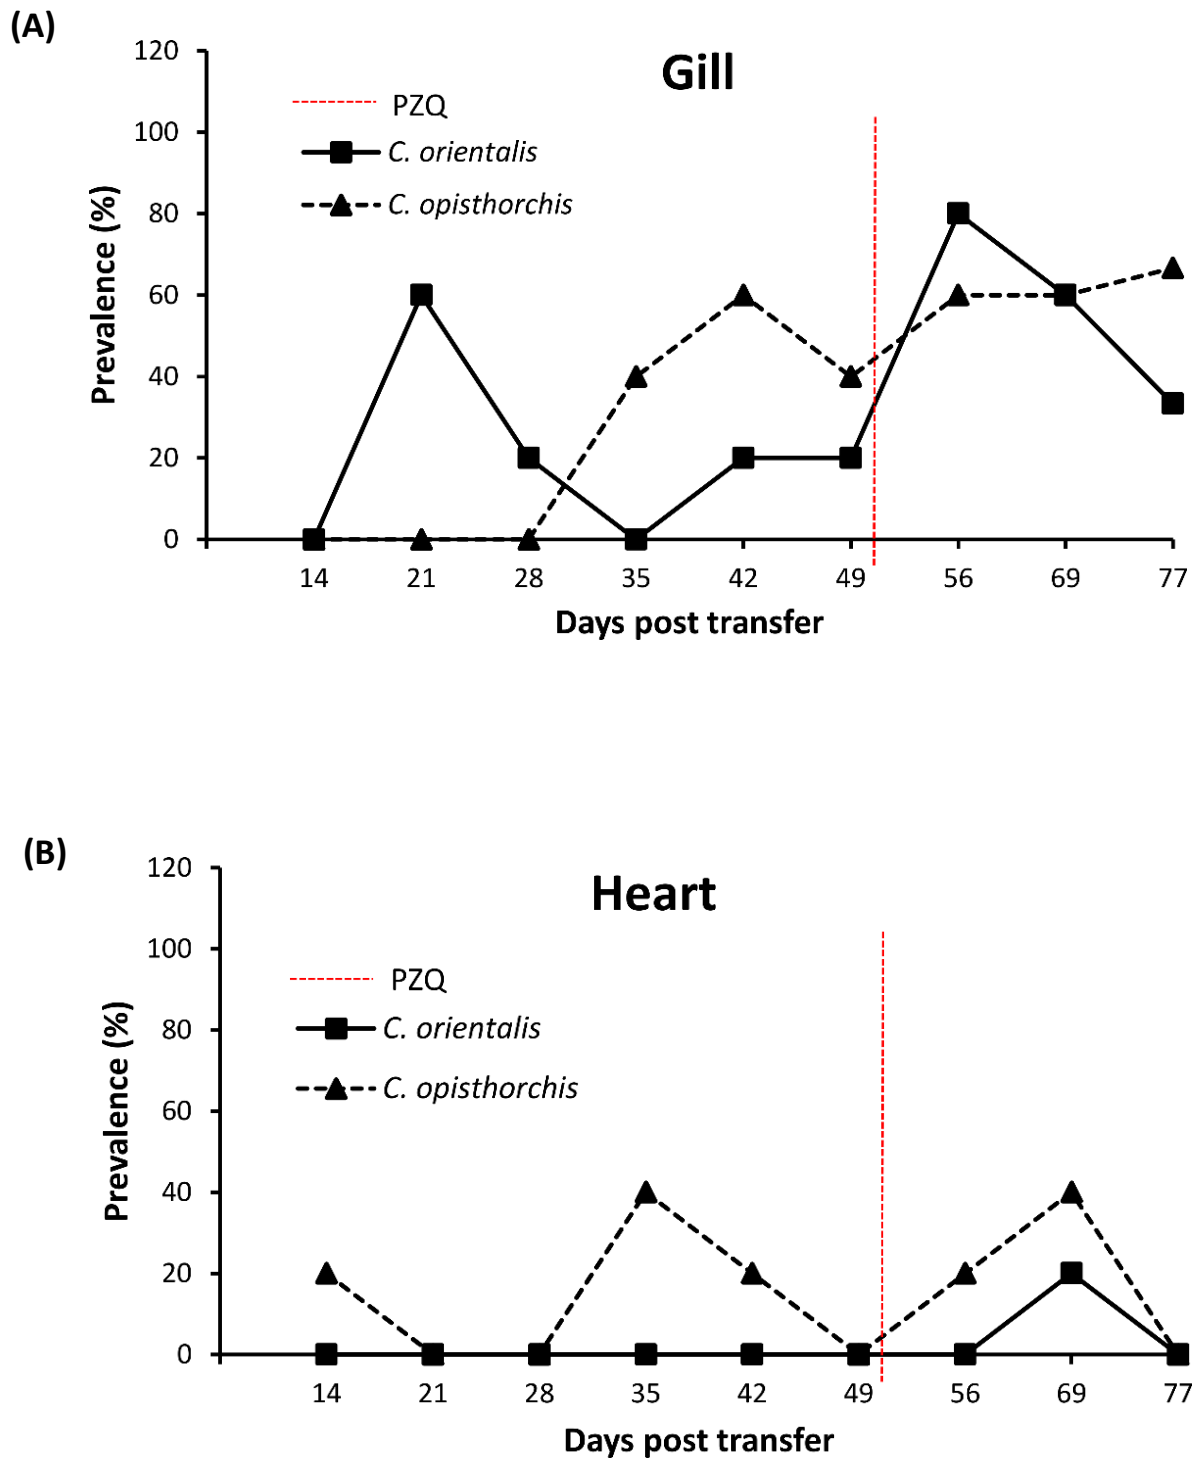 (A)
Gill
120
100
80
60
40
20
0
Prevalence (%)
PZQ
C. orientalis
C. opisthorchis
14 21 28 35 42 49 56 69 77
Days post transfer
(B)
Heart
120
100
80
60
40
20
0
Prevalence (%)
PZQ
C. orientalis
C. opisthorchis
14 21 28 35 42 49 56 69 77
Days post transfer